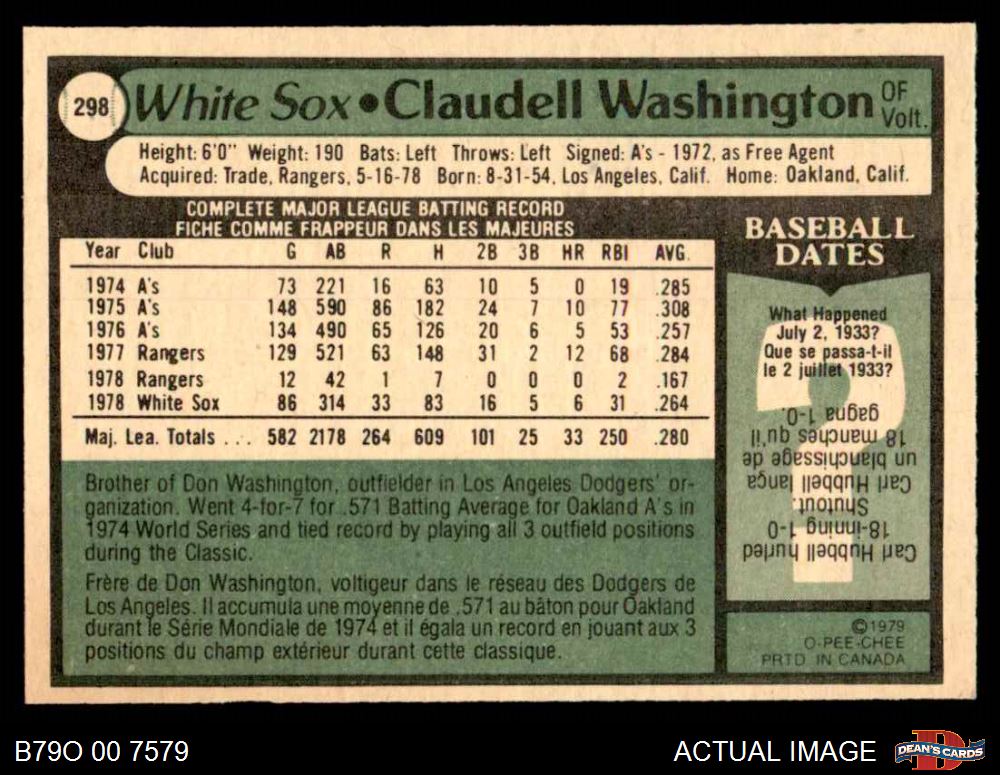 298
White Sox • Claudell Washington OF
Volt.
Height: 6'0" Weight: 190 Bats: Left Throws: Left Signed: A's - 1972, as Free Agent
Acquired: Trade, Rangers, 5-16-78 Born: 8-31-54, Los Angeles, Calif. Home: Oakland, Calif.
COMPLETE MAJOR LEAGUE BATTING RECORD
FICHE COMME FRAPPEUR DANS LES MAJEURES
Year Club G AB R H 2B 3B HR RBI AVG.
1974 A's 73 221 16 63 10 5 0 19 .285
1975 A's 148 590 86 182 24 7 10 77 .308
1976 A's 134 490 65 126 20 6 5 53 .257
1977 Rangers 129 521 63 148 31 2 12 68 .284
1978 Rangers 12 42 1 7 0 0 0 2 .167
1978 White Sox 86 314 33 83 16 5 6 31 .264
Maj. Lea. Totals . . . 582 2178 264 609 101 25 33 250 .280
Brother of Don Washington, outfielder in Los Angeles Dodgers' or-
ganization. Went 4-for-7 for .571 Batting Average for Oakland A's in
1974 World Series and tied record by playing all 3 outfield positions
during the Classic.
Frère de Don Washington, voltigeur dans le réseau des Dodgers de
Los Angeles. Il accumula une moyenne de .571 au bâton pour Oakland
durant le Série Mondiale de 1974 et il égala un record en jouant aux 3
positions du champ extérieur durant cette classique.
BASEBALL
DATES
What Happened
July 2, 1933?
Que se passa-t-il
le 2 juillet 1933?
Carl Hubbell hurled
18-inning 1-0
Shutout.
Carl Hubbell lança
un blanchissage de
18 manches qu'il
gagna 1-0.
©1979
O-PEE-CHEE
PRTD. IN CANADA
B79O 00 7579
ACTUAL IMAGE
D
DEAN'S CARDS